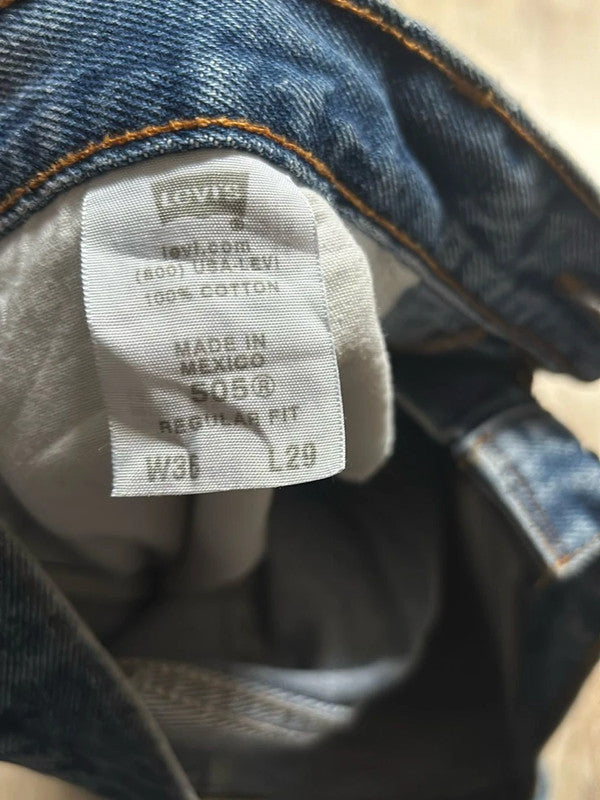 Levi's
®
levi.com
(800) USA-LEVI
100% COTTON
MADE IN
MEXICO
505®
REGULAR FIT
W36 L29